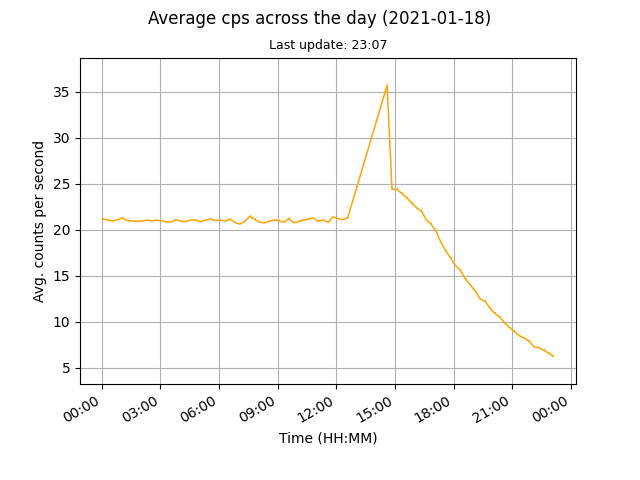 Average cps across the day (2021-01-18)
Last update: 23:07
Avg. counts per second
35
30
25
20
15
10
5
00:00 03:00 06:00 09:00 12:00 15:00 18:00 21:00 00:00
Time (HH:MM)